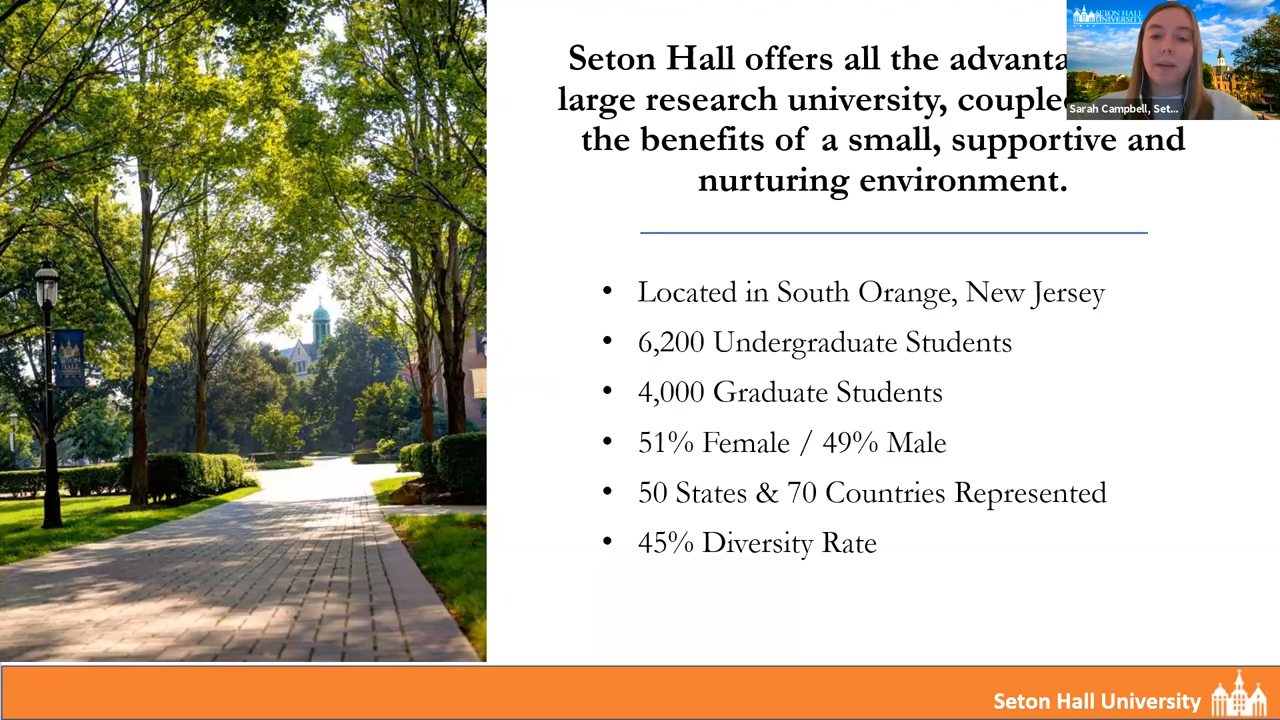 Seton Hall offers all the
large research university,
the benefits of a small, supportive and
nurturing environment.
SETON HALL
UNIVERSITY
Sarah Campbell, Set...
• Located in South Orange, New Jersey
• 6,200 Undergraduate Students
• 4,000 Graduate Students
• 51% Female / 49% Male
• 50 States & 70 Countries Represented
• 45% Diversity Rate
SETON
HALL
Seton Hall University